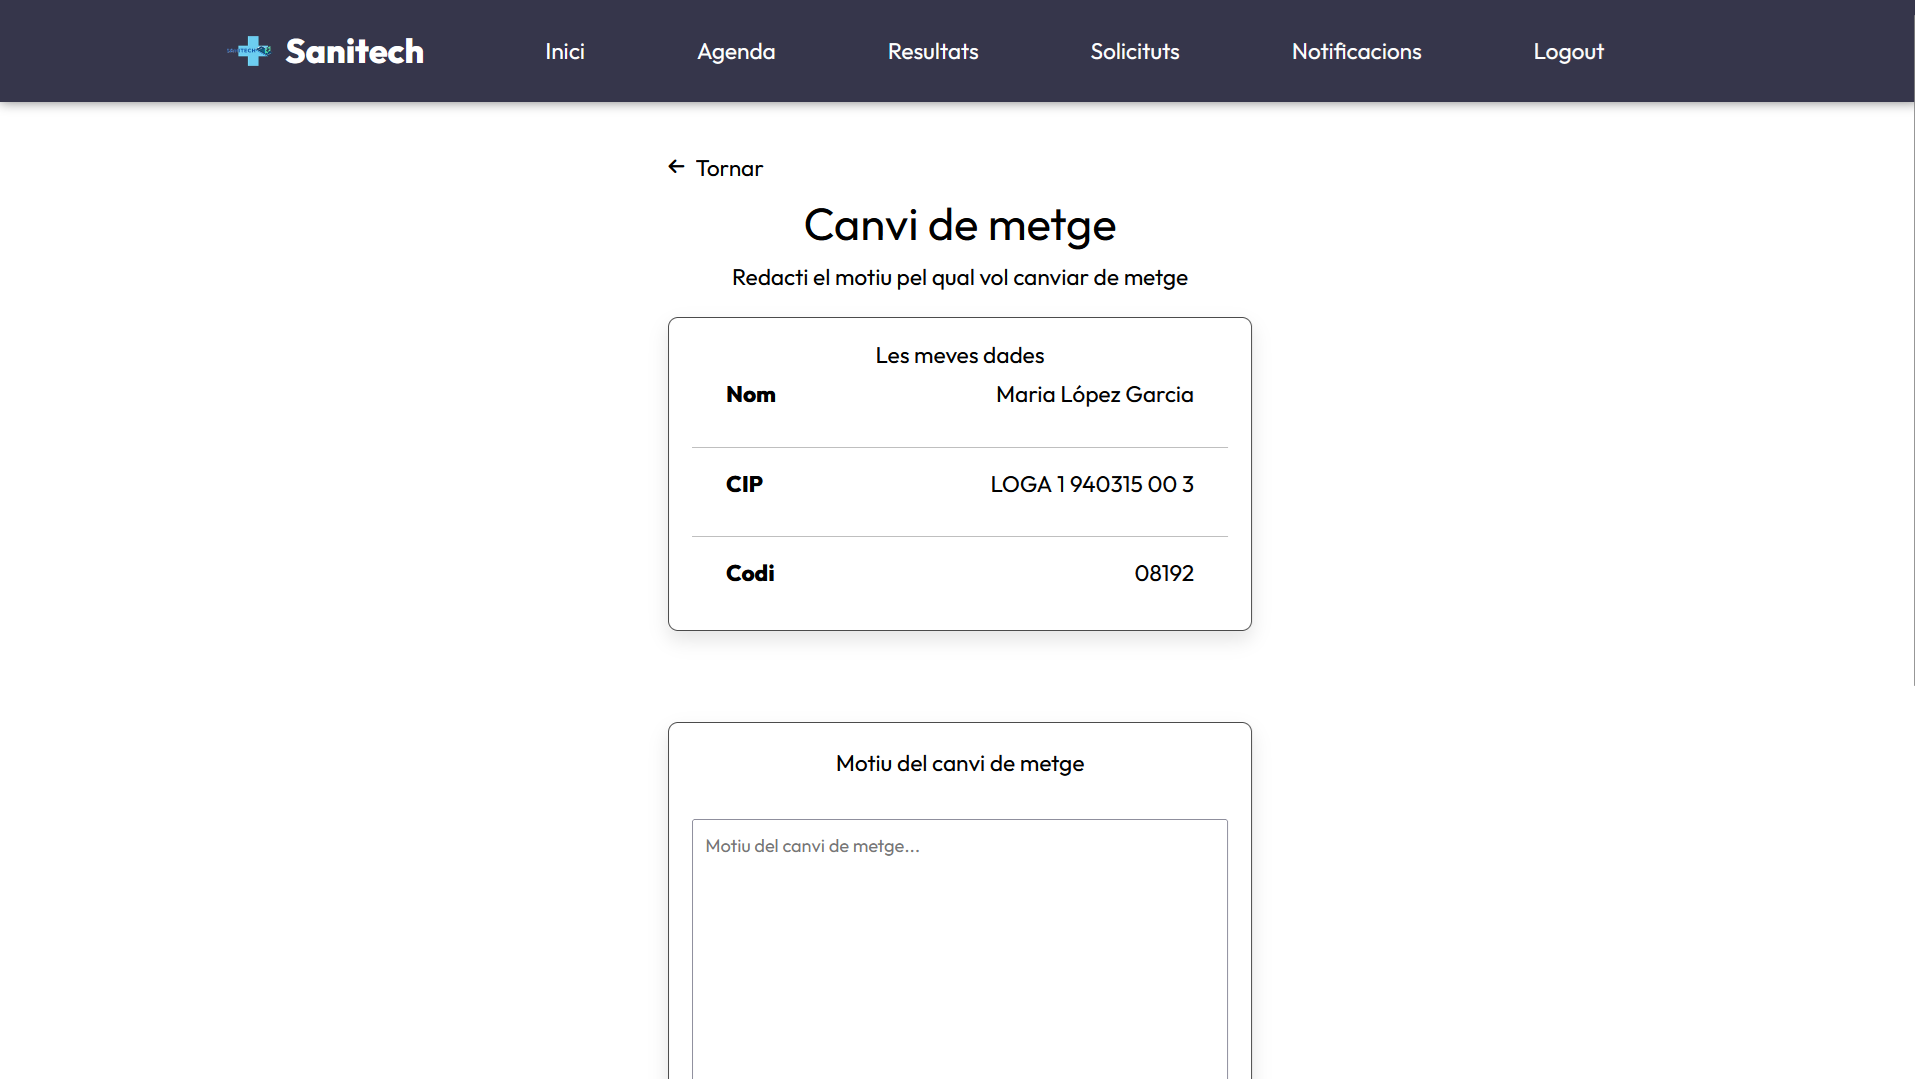 Sanitech
Inici
Agenda
Resultats
Solicituts
Notificacions
Logout
← Tornar
Canvi de metge
Redacti el motiu pel qual vol canviar de metge
Les meves dades
Nom Maria López Garcia
CIP LOGA 1 940315 00 3
Codi 08192
Motiu del canvi de metge
Motiu del canvi de metge...